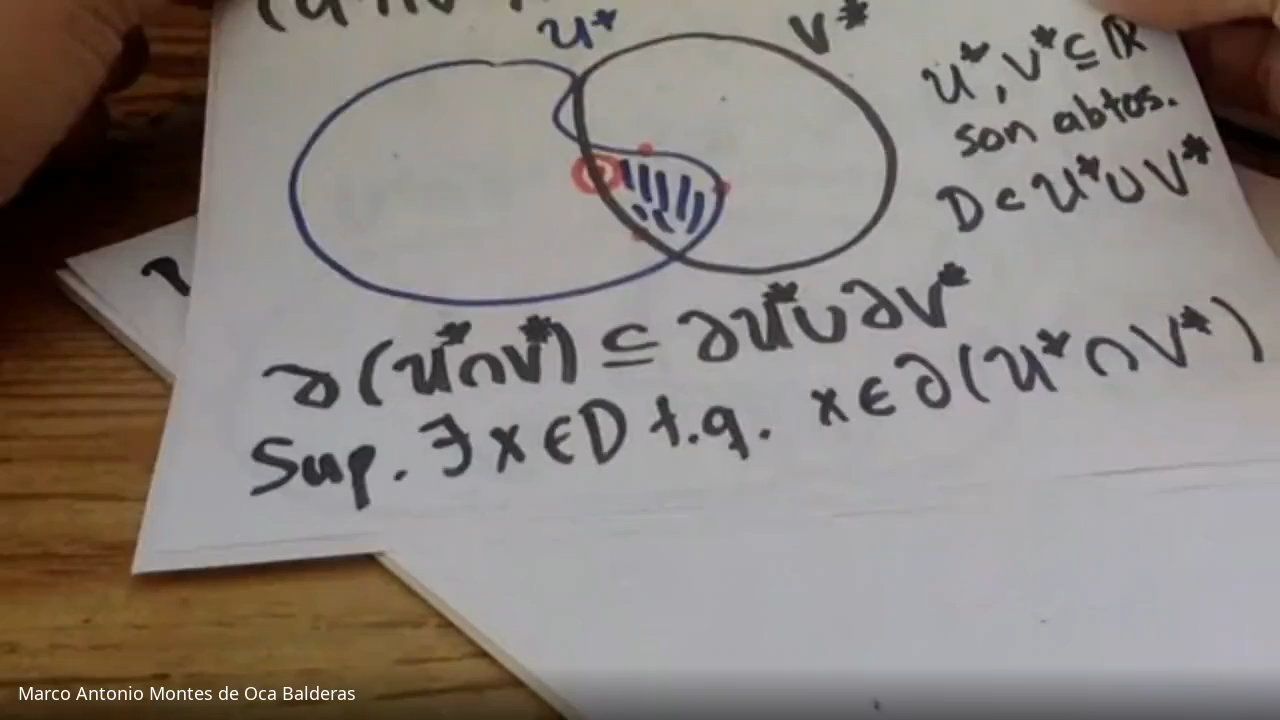 (U∩V
U* V*
U*, V* ⊆ ℝ
son abtos.
D ⊂ U* ∪ V*
∂(U*∩V*) ⊆ ∂U*∪∂V*
Sup. ∃ x ∈ D t.q. x ∈ ∂(U*∩V*)
Marco Antonio Montes de Oca Balderas